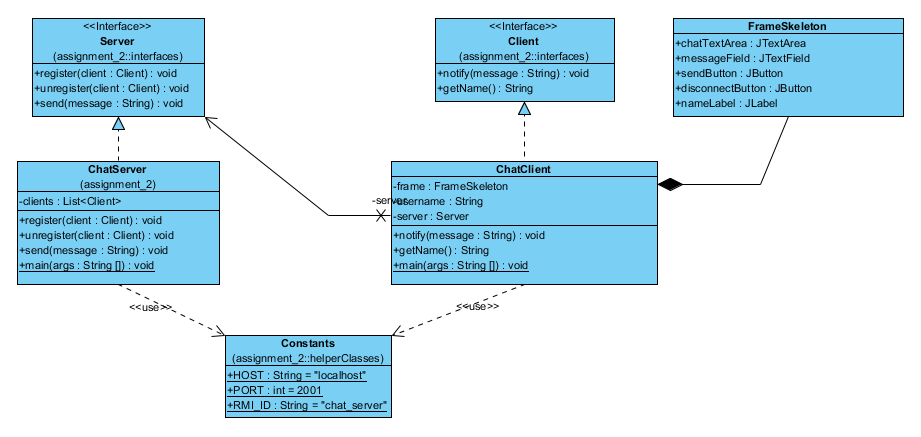 <<Interface>>
Server
(assignment_2::interfaces)
+register(client : Client) : void
+unregister(client : Client) : void
+send(message : String) : void
<<Interface>>
Client
(assignment_2::interfaces)
+notify(message : String) : void
+getName() : String
FrameSkeleton
+chatTextArea : JTextArea
+messageField : JTextField
+sendButton : JButton
+disconnectButton : JButton
+nameLabel : JLabel
ChatServer
(assignment_2)
-clients : List<Client>
+register(client : Client) : void
+unregister(client : Client) : void
+send(message : String) : void
+main(args : String []) : void
-server
ChatClient
-frame : FrameSkeleton
-username : String
-server : Server
+notify(message : String) : void
+getName() : String
+main(args : String []) : void
<<use>>
<<use>>
Constants
(assignment_2::helperClasses)
+HOST : String = "localhost"
+PORT : int = 2001
+RMI_ID : String = "chat_server"